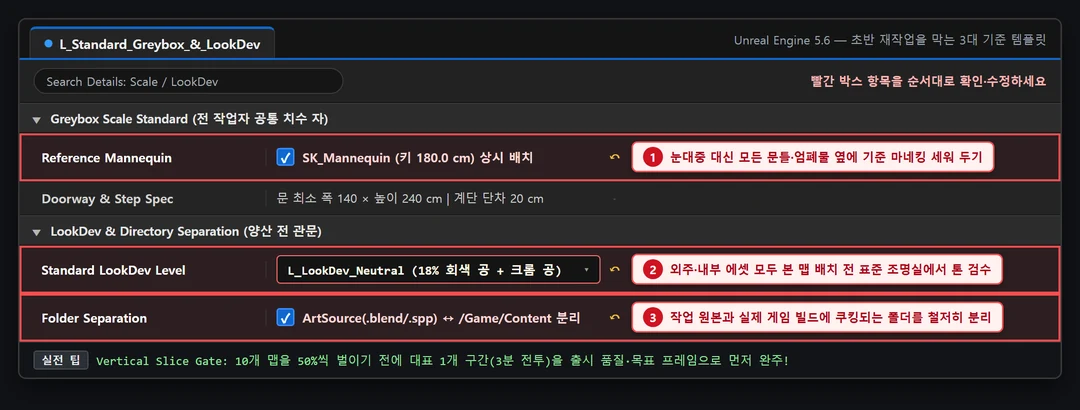 L_Standard_Greybox_&_LookDev
Unreal Engine 5.6 — 초반 재작업을 막는 3대 기준 템플릿
Search Details: Scale / LookDev
빨간 박스 항목을 순서대로 확인·수정하세요
▼ Greybox Scale Standard (전 작업자 공통 치수 자)
Reference Mannequin
SK_Mannequin (키 180.0 cm) 상시 배치
1 눈대중 대신 모든 문틀·엄폐물 옆에 기준 마네킹 세워 두기
Doorway & Step Spec
문 최소 폭 140 × 높이 240 cm | 계단 단차 20 cm
▼ LookDev & Directory Separation (양산 전 관문)
Standard LookDev Level
L_LookDev_Neutral (18% 회색 공 + 크롬 공)
2 외주·내부 에셋 모두 본 맵 배치 전 표준 조명실에서 톤 검수
Folder Separation
ArtSource(.blend/.spp) ↔ /Game/Content 분리
3 작업 원본과 실제 게임 빌드에 쿠킹되는 폴더를 철저히 분리
실전 팁
Vertical Slice Gate: 10개 맵을 50%씩 벌이기 전에 대표 1개 구간(3분 전투)을 출시 품질·목표 프레임으로 먼저 완주!